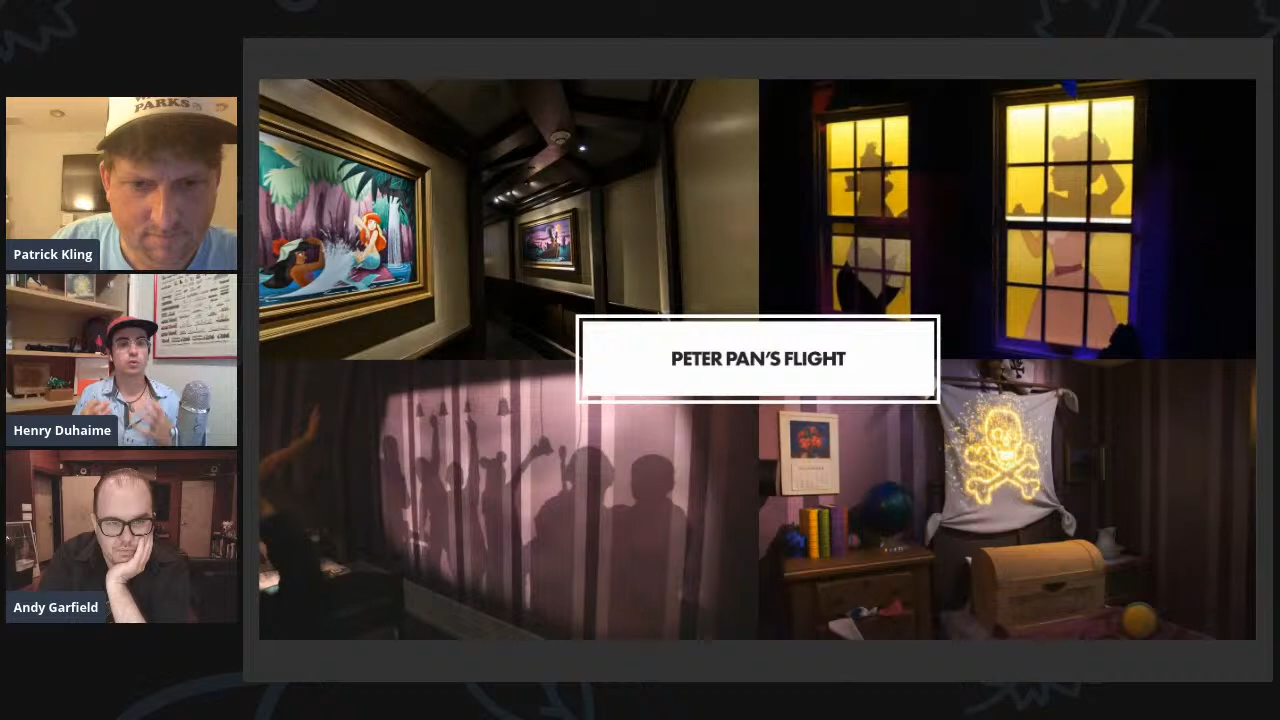 PARKS
Patrick Kling
Henry Duhaime
Andy Garfield
PETER PAN'S FLIGHT